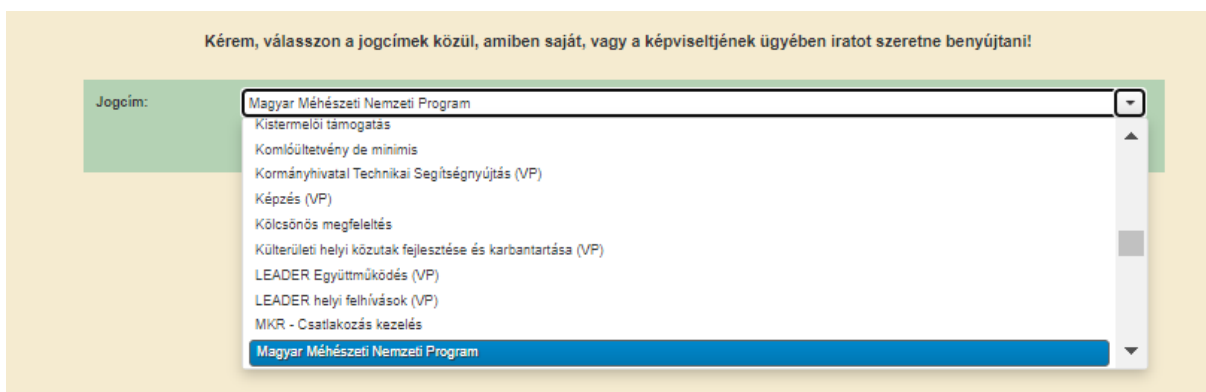 Kérem, válasszon a jogcímek közül, amiben saját, vagy a képviseltjének ügyében iratot szeretne benyújtani!
Jogcím:
Magyar Méhészeti Nemzeti Program
Kistermelői támogatás
Komlóültetvény de minimis
Kormányhivatal Technikai Segítségnyújtás (VP)
Képzés (VP)
Kölcsönös megfeleltés
Külterületi helyi közutak fejlesztése és karbantartása (VP)
LEADER Együttműködés (VP)
LEADER helyi felhívások (VP)
MKR - Csatlakozás kezelés
Magyar Méhészeti Nemzeti Program